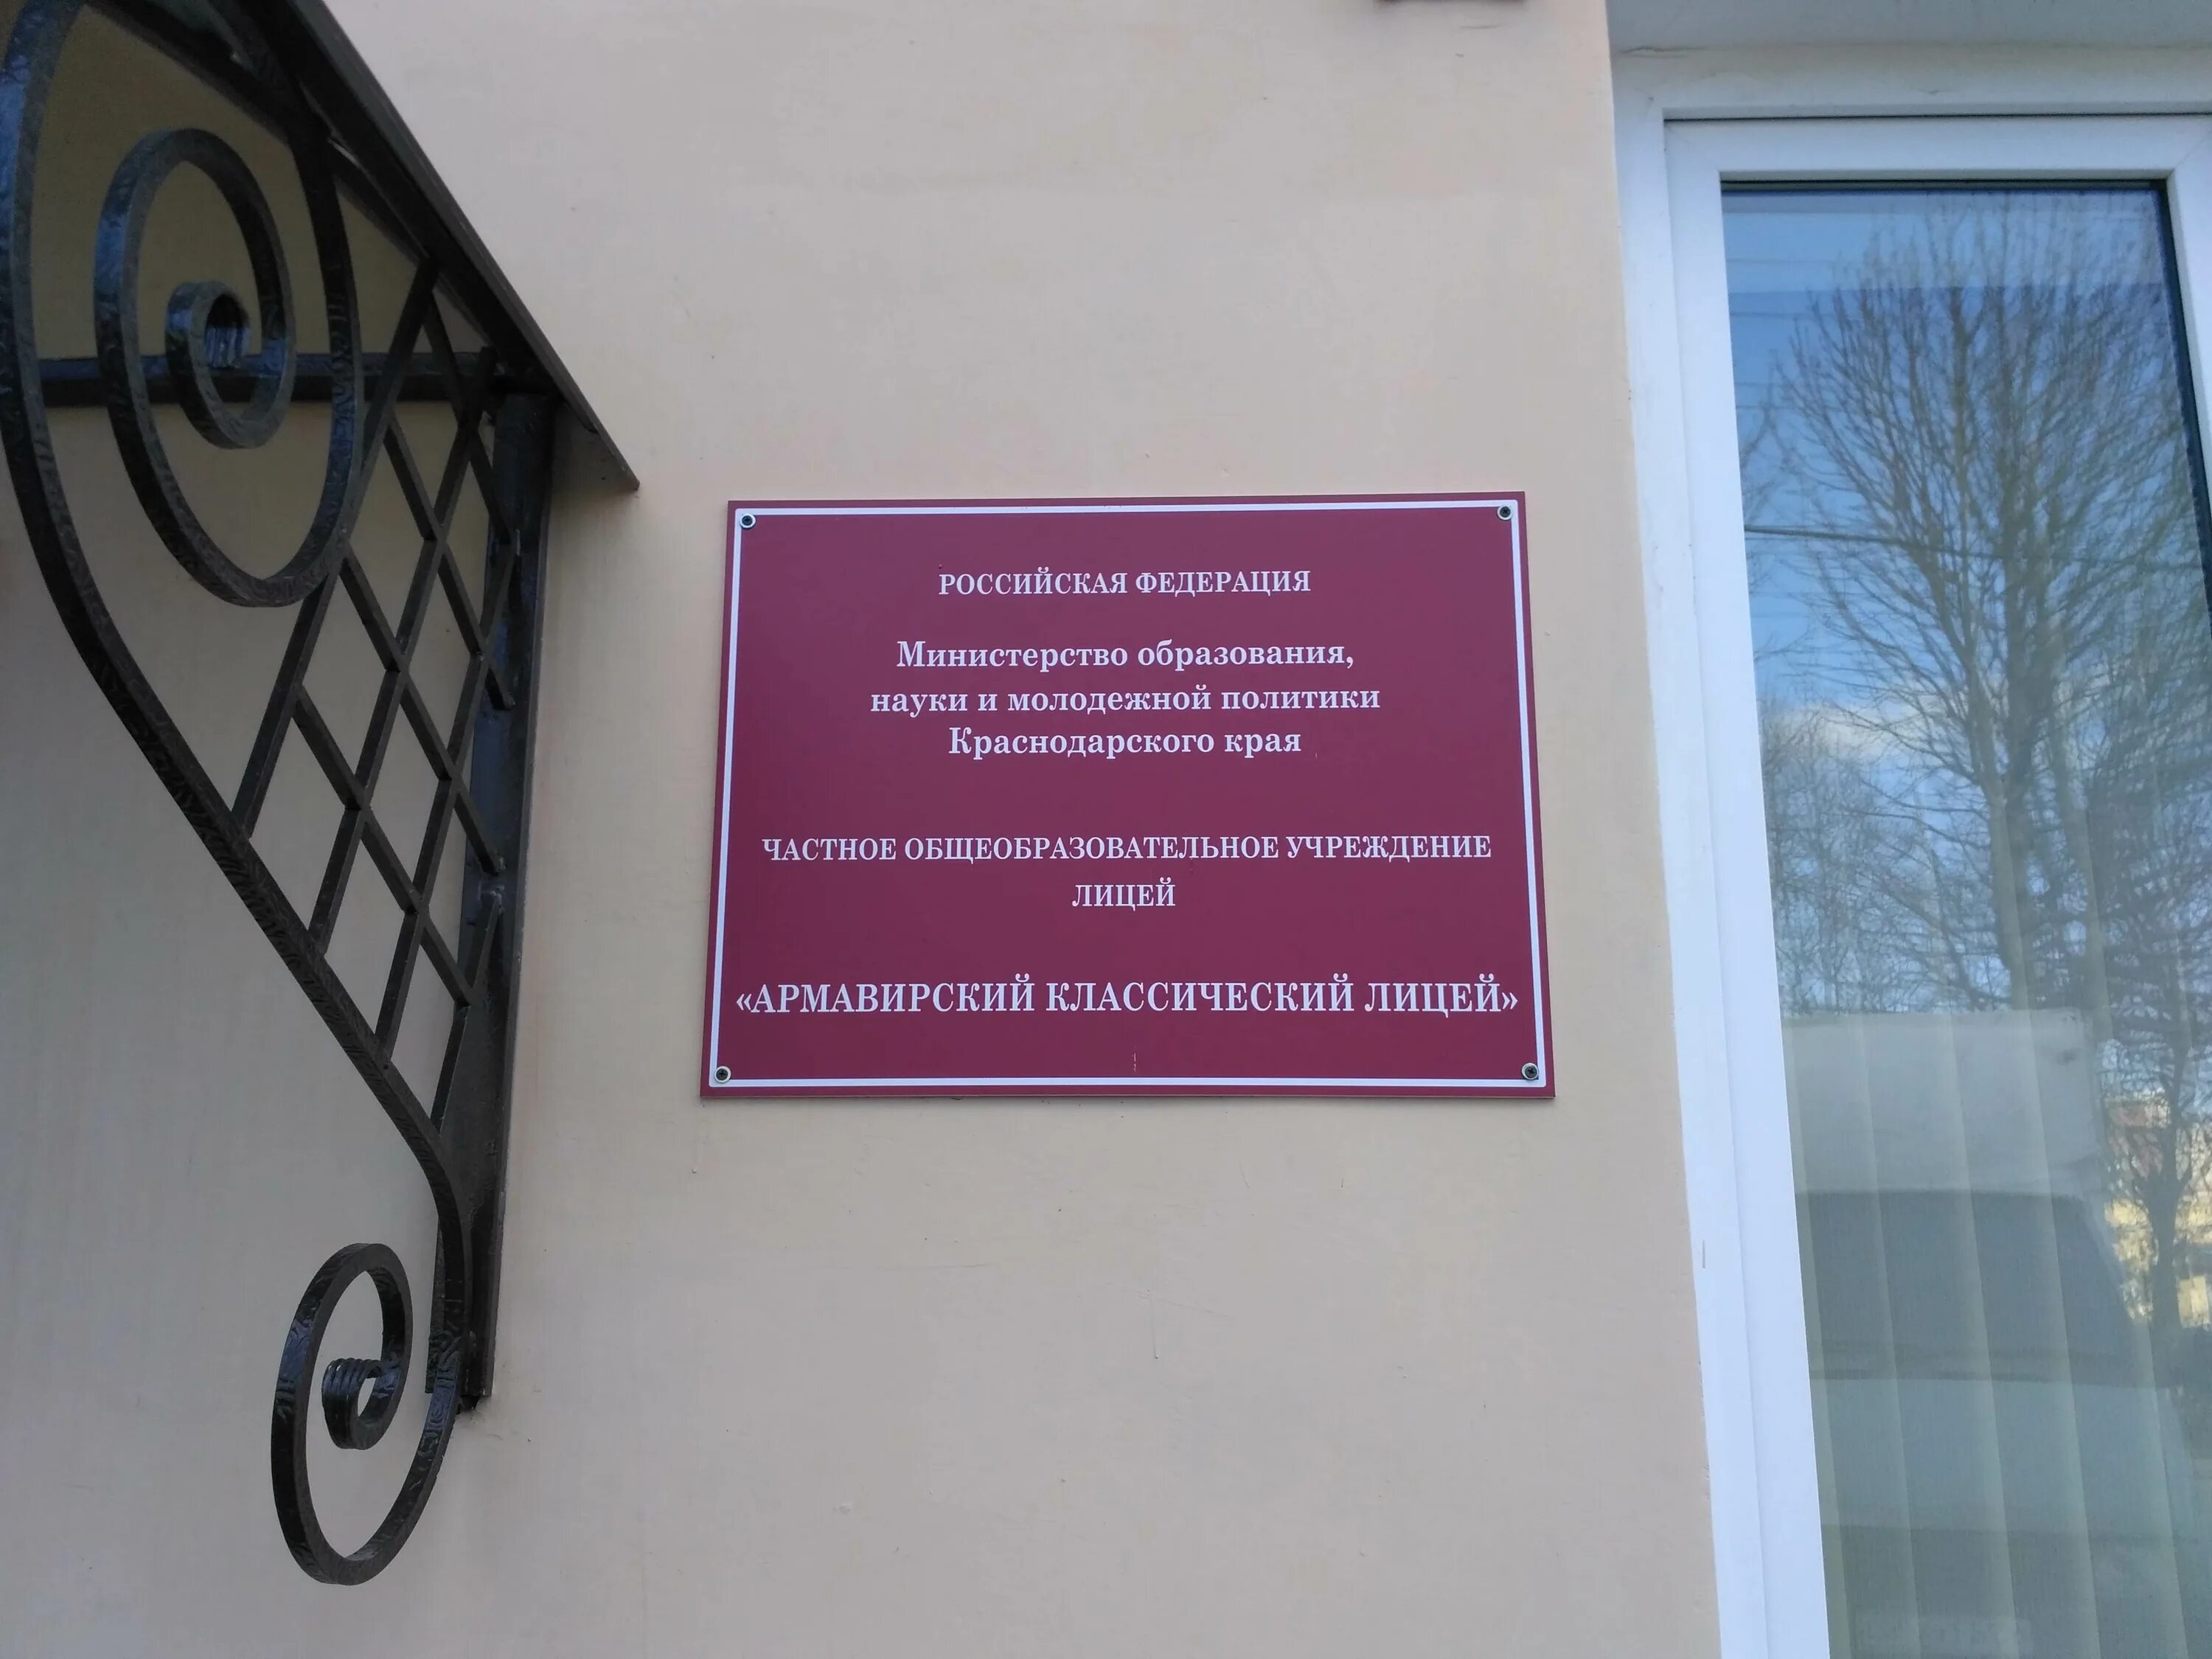 РОССИЙСКАЯ ФЕДЕРАЦИЯ
Министерство образования,
науки и молодежной политики
Краснодарского края
ЧАСТНОЕ ОБЩЕОБРАЗОВАТЕЛЬНОЕ УЧРЕЖДЕНИЕ
ЛИЦЕЙ
«АРМАВИРСКИЙ КЛАССИЧЕСКИЙ ЛИЦЕЙ»